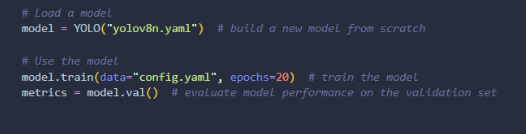 # Load a model
model = YOLO("yolov8n.yaml")  # build a new model from scratch
# Use the model
model.train(data="config.yaml", epochs=20)  # train the model
metrics = model.val()  # evaluate model performance on the validation set